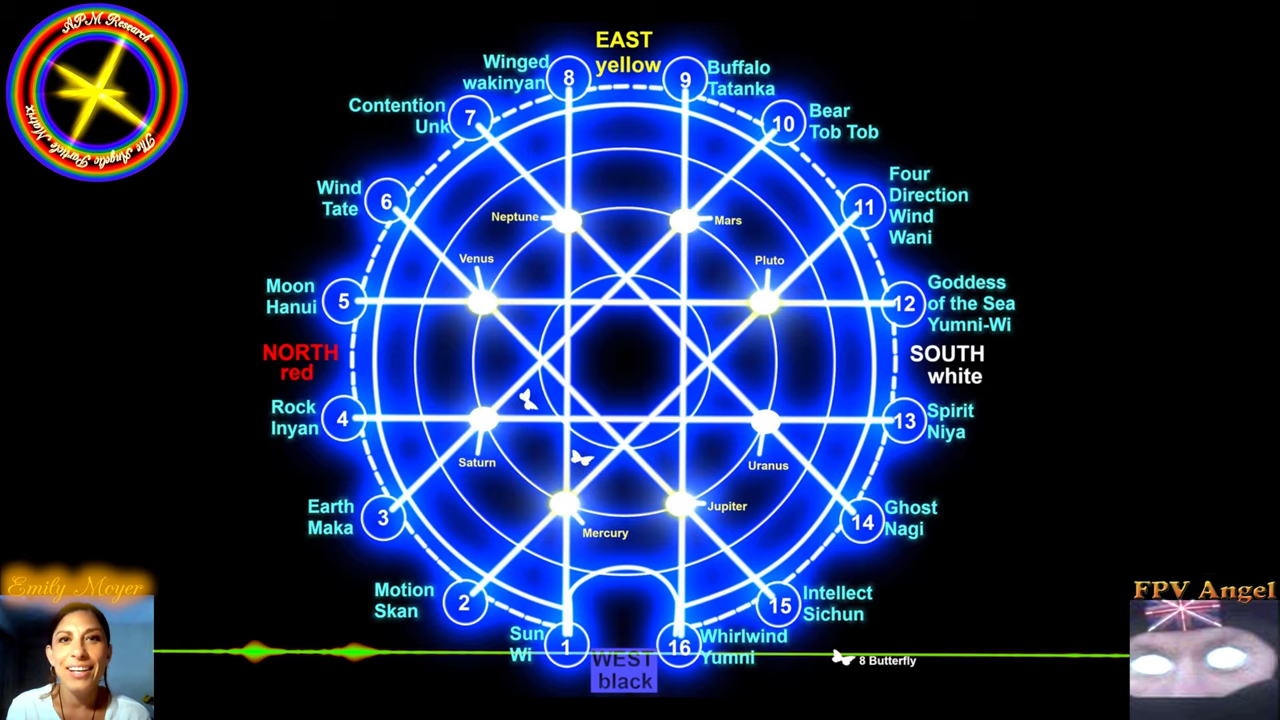 APM Research
The Angelic Particle Matrix
EAST
yellow
Winged
wakinyan
8
9
Buffalo
Tatanka
Contention
Unk
7
10
Bear
Tob Tob
Wind
Tate
6
11
Four
Direction
Wind
Wani
Neptune
Mars
Venus
Pluto
Moon
Hanui
5
12
Goddess
of the Sea
Yumni-Wi
NORTH
red
SOUTH
white
Rock
Inyan
4
13
Spirit
Niya
Saturn
Uranus
Earth
Maka
3
14
Ghost
Nagi
Mercury
Jupiter
Motion
Skan
2
15
Intellect
Sichun
Sun
Wi
1
16
Whirlwind
Yumni
WEST
black
8 Butterfly
Emily Moyer
FPV Angel